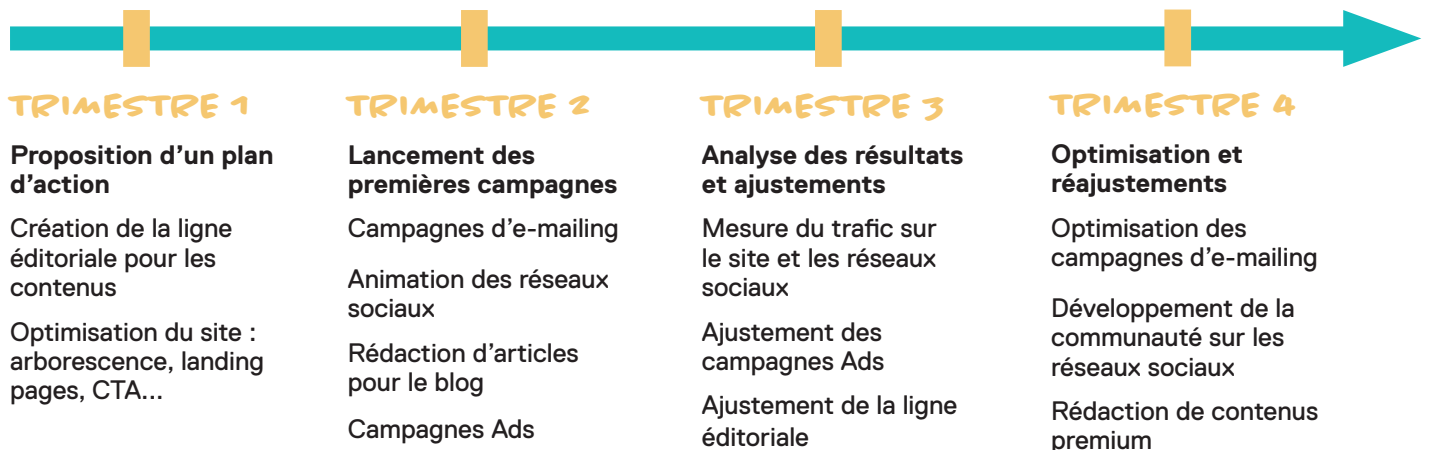 TRIMESTRE 1
Proposition d’un plan
d’action
Création de la ligne
éditoriale pour les
contenus
Optimisation du site :
arborescence, landing
pages, CTA...
TRIMESTRE 2
Lancement des
premières campagnes
Campagnes d’e-mailing
Animation des réseaux
sociaux
Rédaction d’articles
pour le blog
Campagnes Ads
TRIMESTRE 3
Analyse des résultats
et ajustements
Mesure du trafic sur
le site et les réseaux
sociaux
Ajustement des
campagnes Ads
Ajustement de la ligne
éditoriale
TRIMESTRE 4
Optimisation et
réajustements
Optimisation des
campagnes d’e-mailing
Développement de la
communauté sur les
réseaux sociaux
Rédaction de contenus
premium